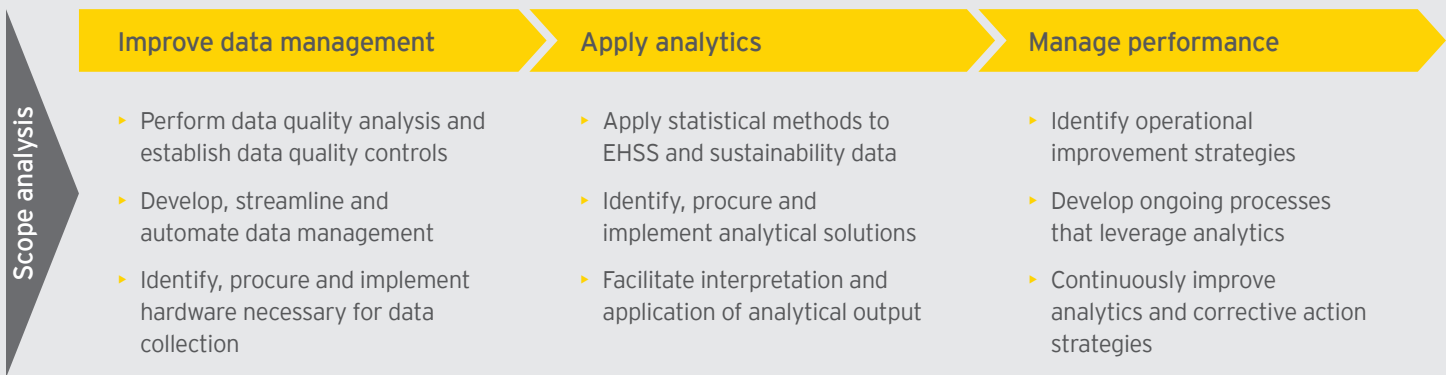 Scope analysis
Improve data management
▸ Perform data quality analysis and
establish data quality controls
▸ Develop, streamline and
automate data management
▸ Identify, procure and implement
hardware necessary for data
collection
Apply analytics
▸ Apply statistical methods to
EHSS and sustainability data
▸ Identify, procure and
implement analytical solutions
▸ Facilitate interpretation and
application of analytical output
Manage performance
▸ Identify operational
improvement strategies
▸ Develop ongoing processes
that leverage analytics
▸ Continuously improve
analytics and corrective action
strategies